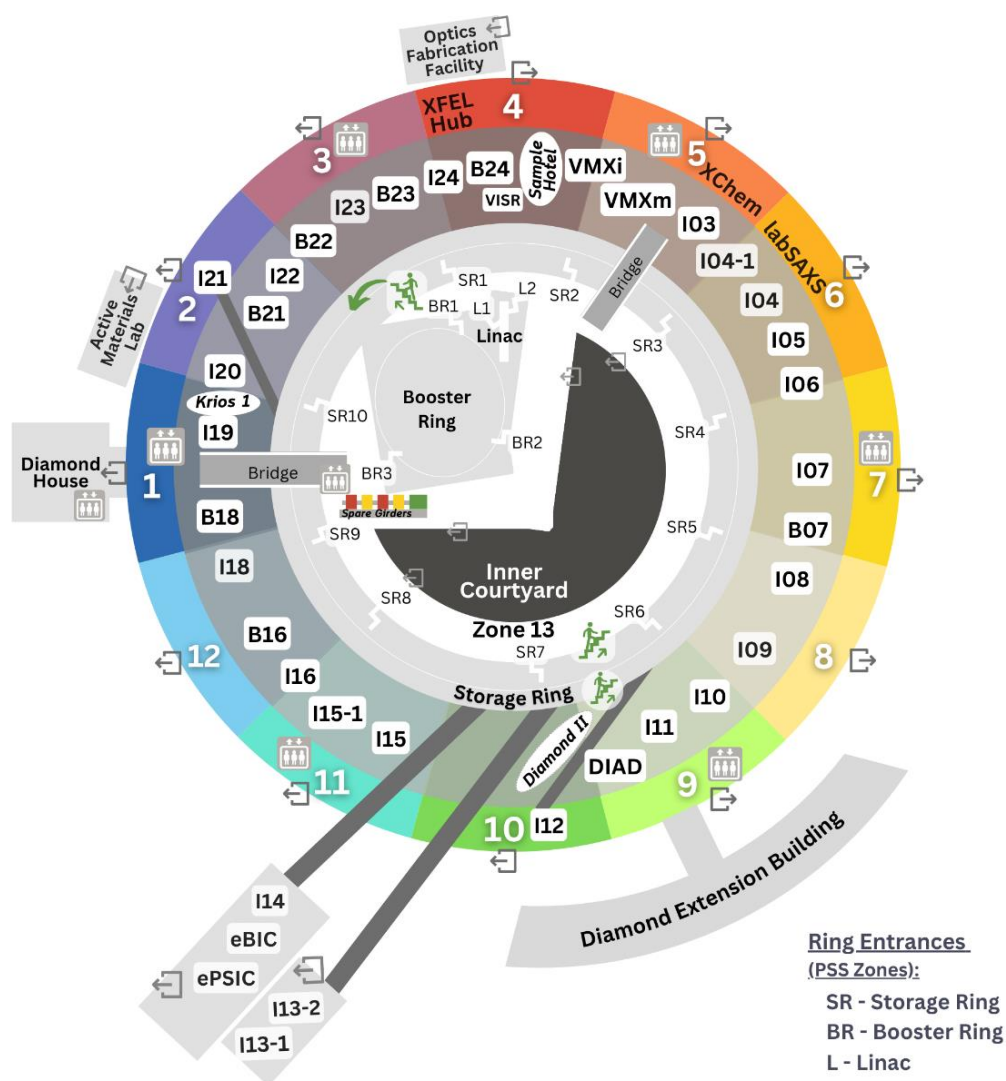 Optics
Fabrication
Facility
XFEL
Hub
4
3
5
XChem
I24
B24
Sample
Hotel
VMXi
B23
VISR
VMXm
I23
I03
labSAXS
B22
I04-1
6
I21
I22
SR1
L2
SR2
Bridge
2
B21
BR1
L1
I04
Active
Materials
Lab
Linac
SR3
I05
I20
I06
Krios 1
Booster
Ring
SR10
SR4
I19
BR2
Diamond
House
1
Bridge
BR3
I07
7
Spare Girders
B18
SR9
SR5
B07
I18
Inner
Courtyard
I08
SR8
SR6
B16
Zone 13
12
SR7
I09
8
I16
Storage Ring
I10
I15-1
I11
I15
Diamond II
DIAD
11
9
10
I12
Diamond Extension Building
I14
eBIC
ePSIC
I13-2
I13-1
Ring Entrances
(PSS Zones):
SR - Storage Ring
BR - Booster Ring
L - Linac